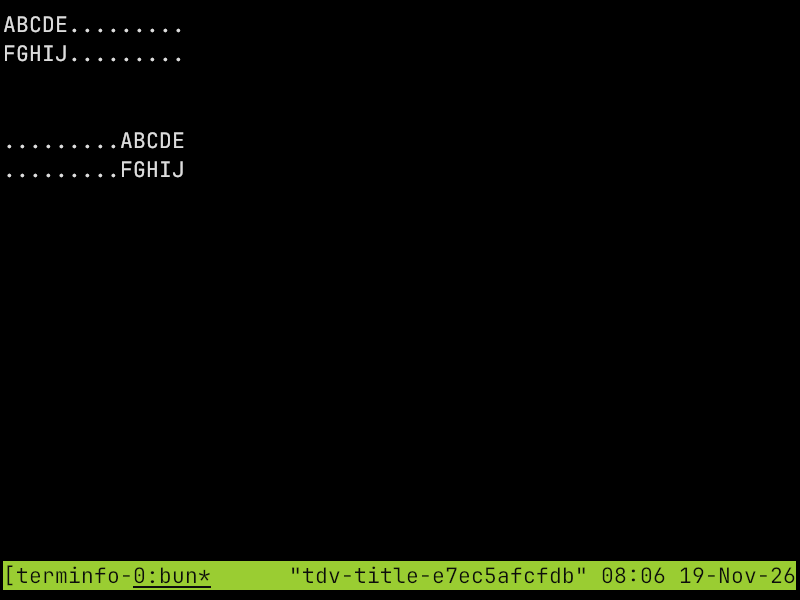 ABCDE.........
FGHIJ.........
.........ABCDE
.........FGHIJ
[terminfo-0:bun*      "tdv-title-e7ec5afcfdb" 08:06 19-Nov-26